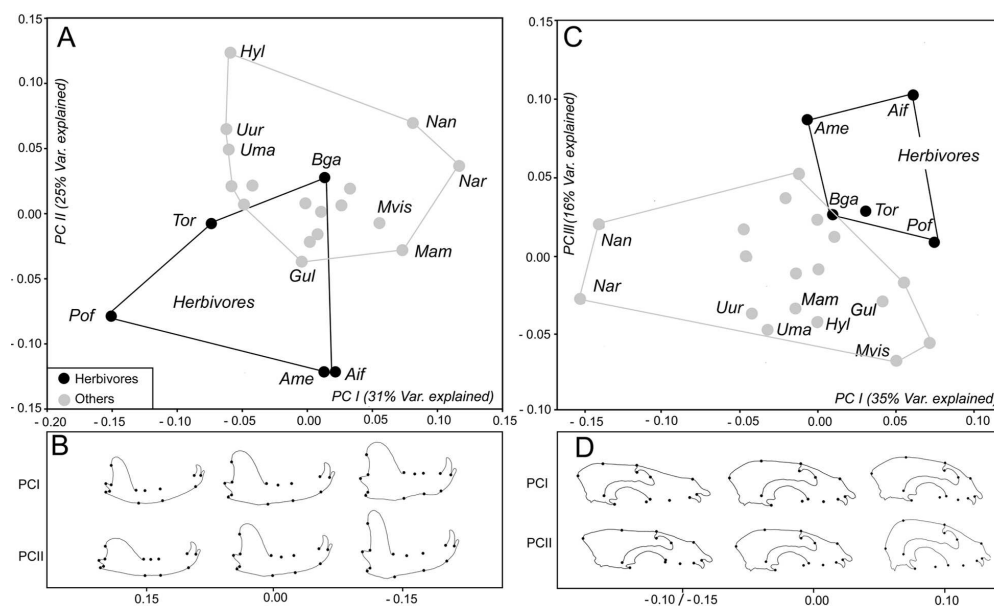 A
0.15
0.10
0.05
0.00
- 0.05
- 0.10
- 0.15
PC II (25% Var. explained)
Hyl
Nan
Uur
Uma
Bga
Nar
Tor
Mvis
Mam
Gul
Herbivores
Pof
Ame
Aif
Herbivores
Others
PC I (31% Var. explained)
- 0.20
- 0.15
- 0.10
- 0.05
0.00
0.05
0.10
0.15
C
0.15
0.10
0.05
0.00
- 0.05
- 0.10
PCIII(16% Var. explained)
Aif
Ame
Herbivores
Bga
Tor
Pof
Nan
Nar
Mam
Gul
Uur
Uma
Hyl
Mvis
PC I (35% Var. explained)
- 0.15
- 0.10
- 0.05
0.00
0.05
0.10
B
PCI
PCII
0.15
0.00
- 0.15
D
PCI
PCII
-0.10 / -0.15
0.00
0.10